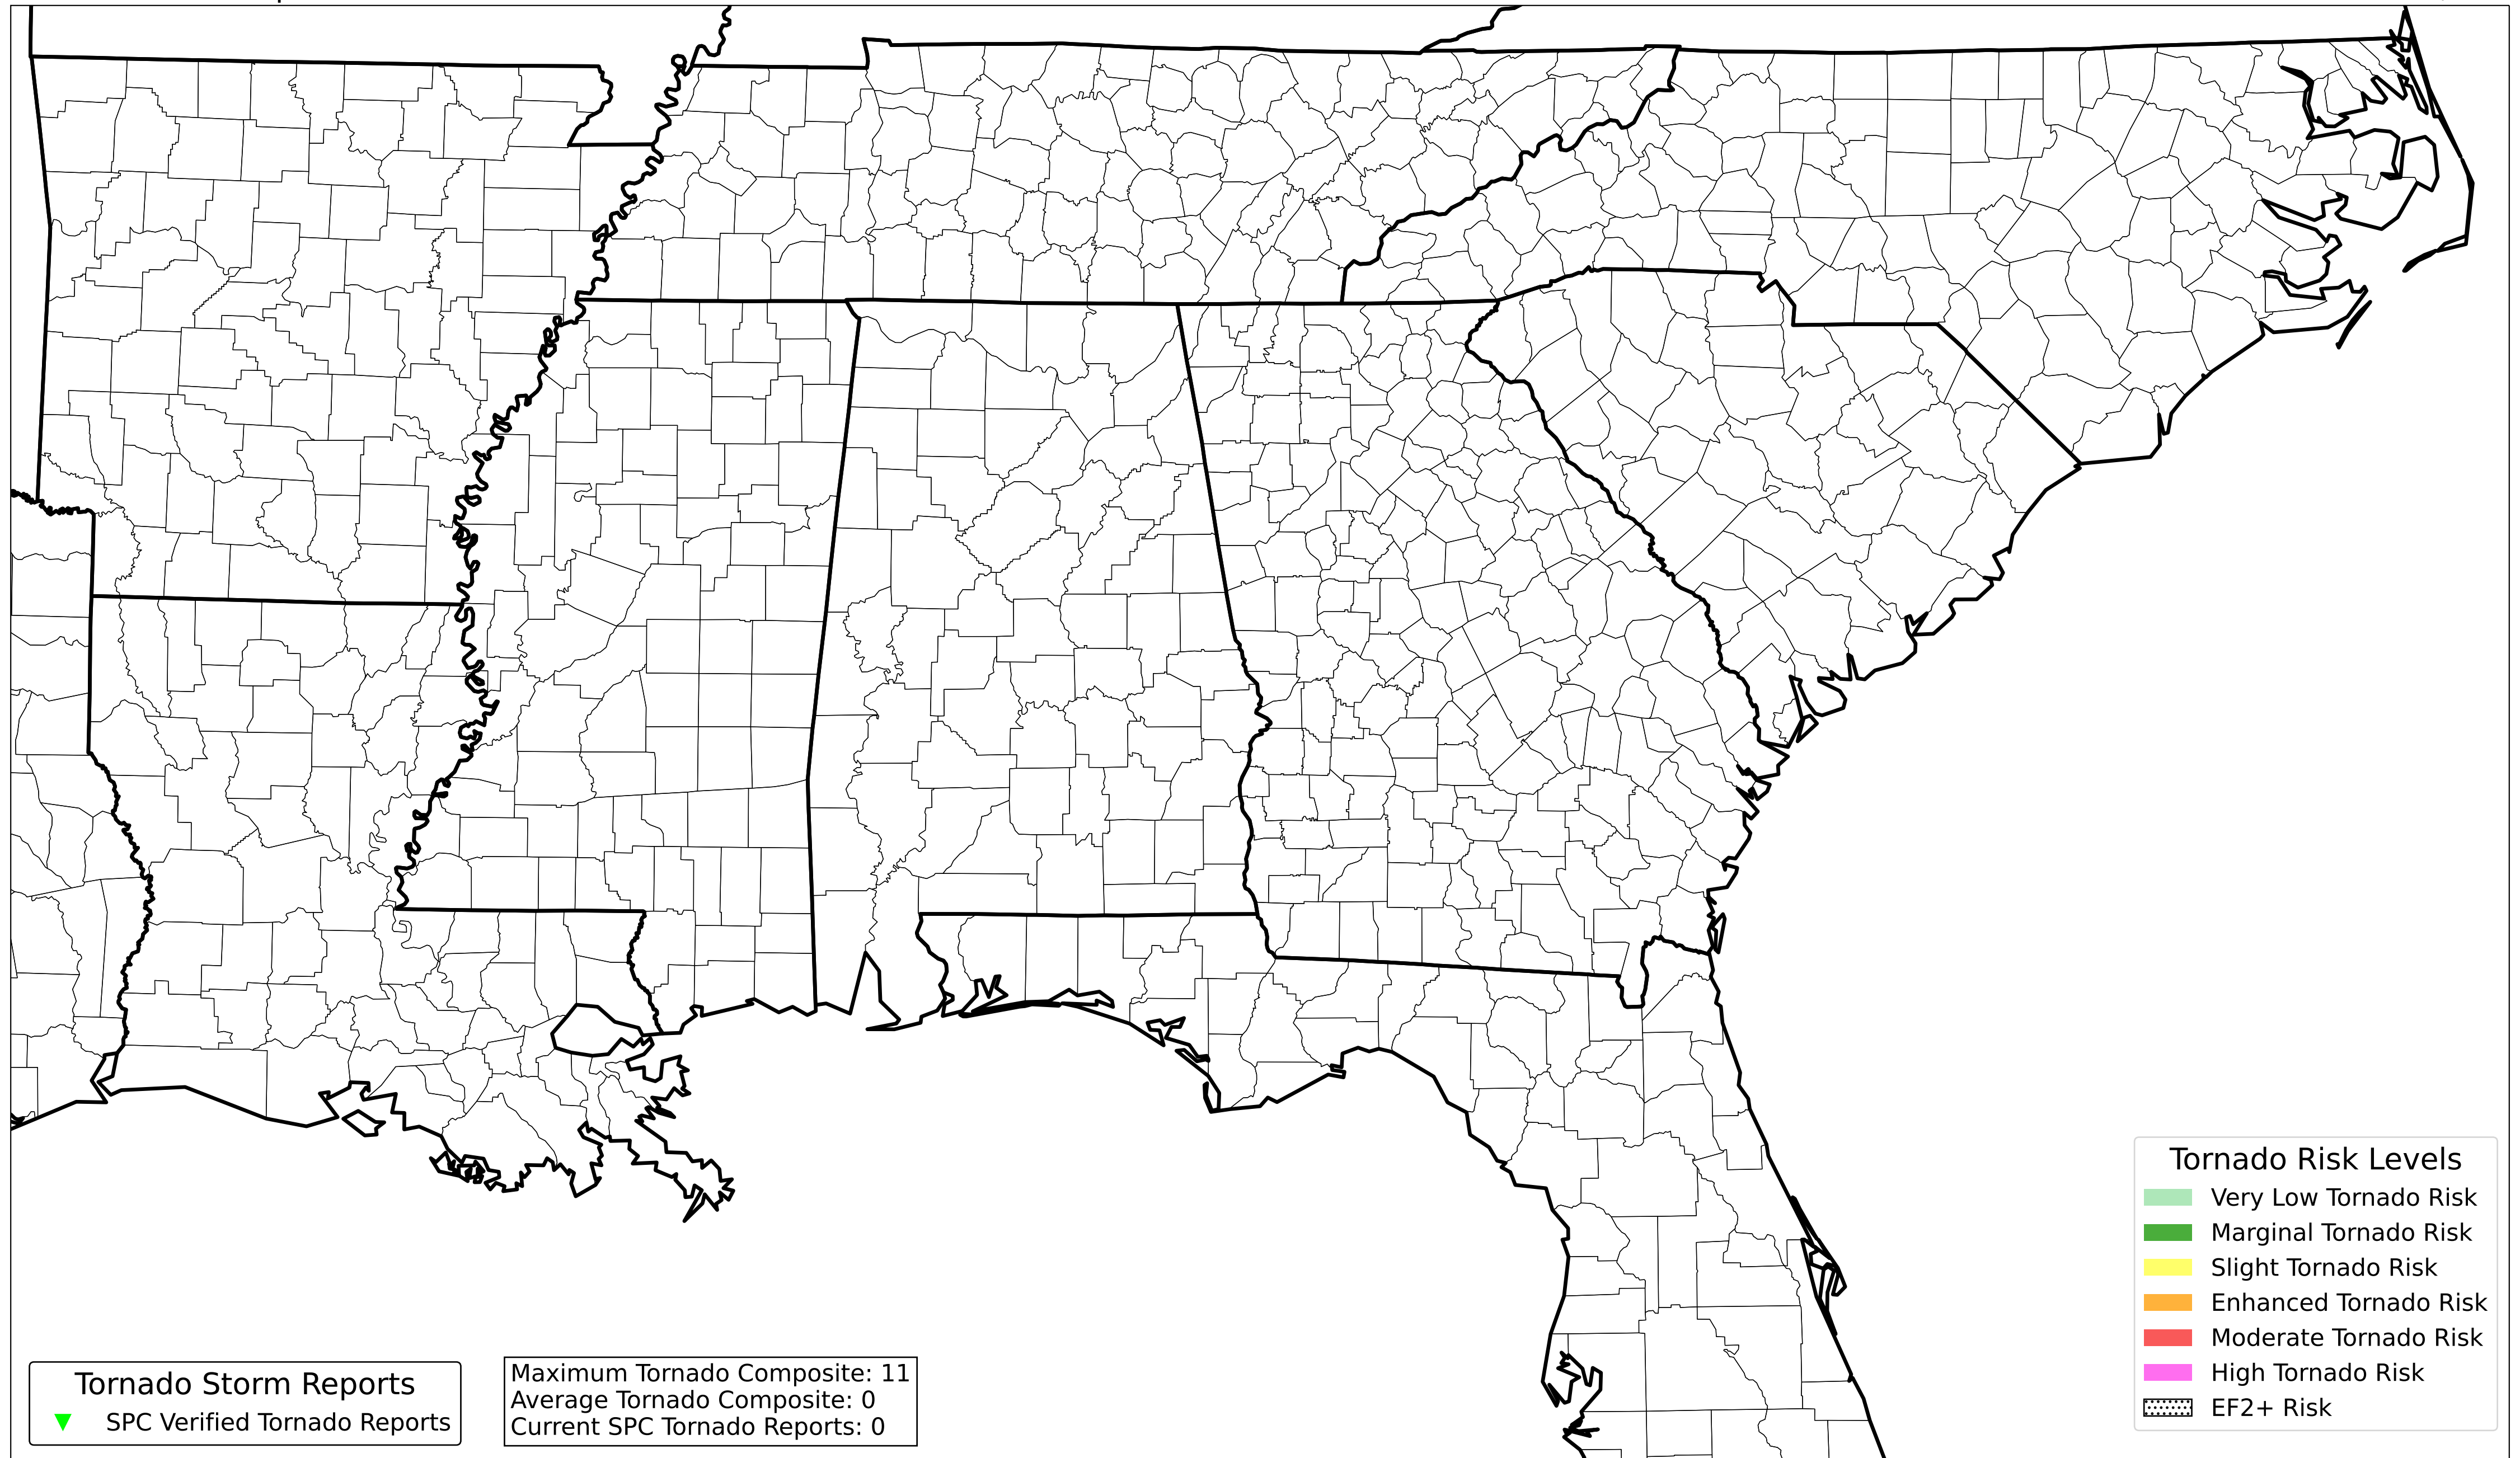 Tornado Risk Levels
Very Low Tornado Risk
Marginal Tornado Risk
Slight Tornado Risk
Enhanced Tornado Risk
Moderate Tornado Risk
High Tornado Risk
EF2+ Risk
Tornado Storm Reports
SPC Verified Tornado Reports
Maximum Tornado Composite: 11
Average Tornado Composite: 0
Current SPC Tornado Reports: 0